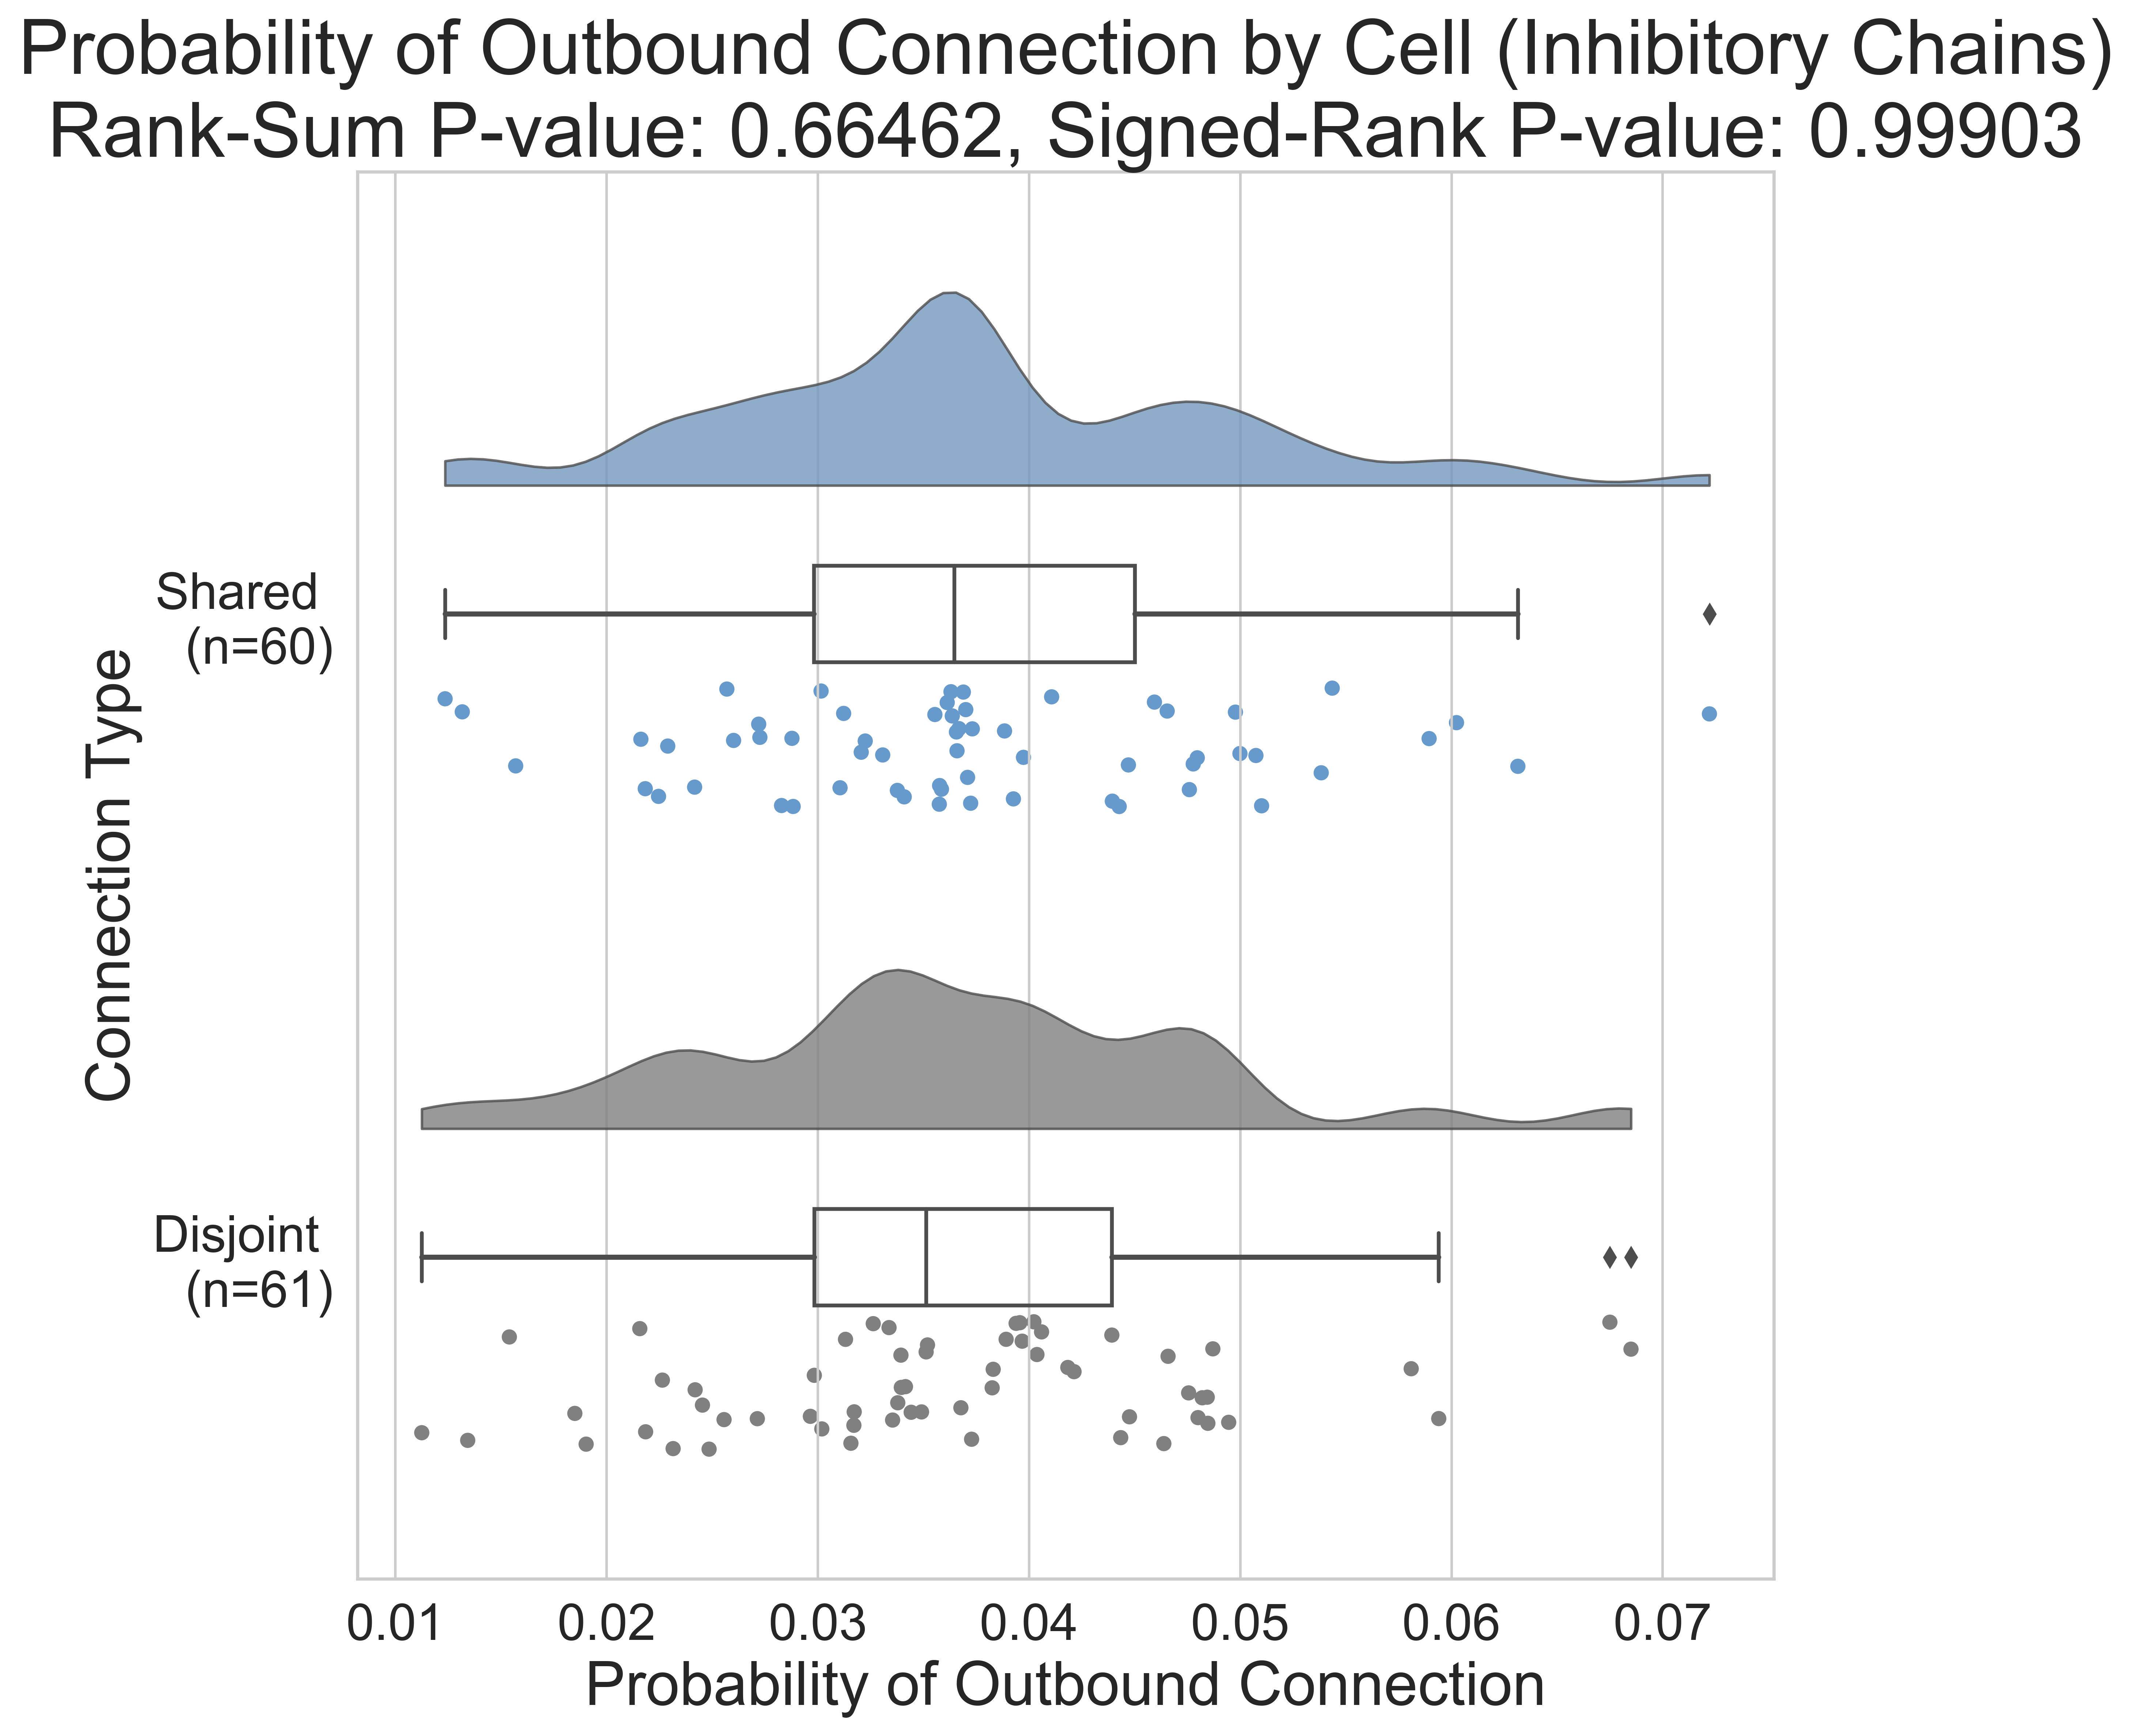 Probability of Outbound Connection by Cell (Inhibitory Chains)
Rank-Sum P-value: 0.66462, Signed-Rank P-value: 0.99903
Connection Type
Shared
(n=60)
Disjoint
(n=61)
0.01 0.02 0.03 0.04 0.05 0.06 0.07
Probability of Outbound Connection